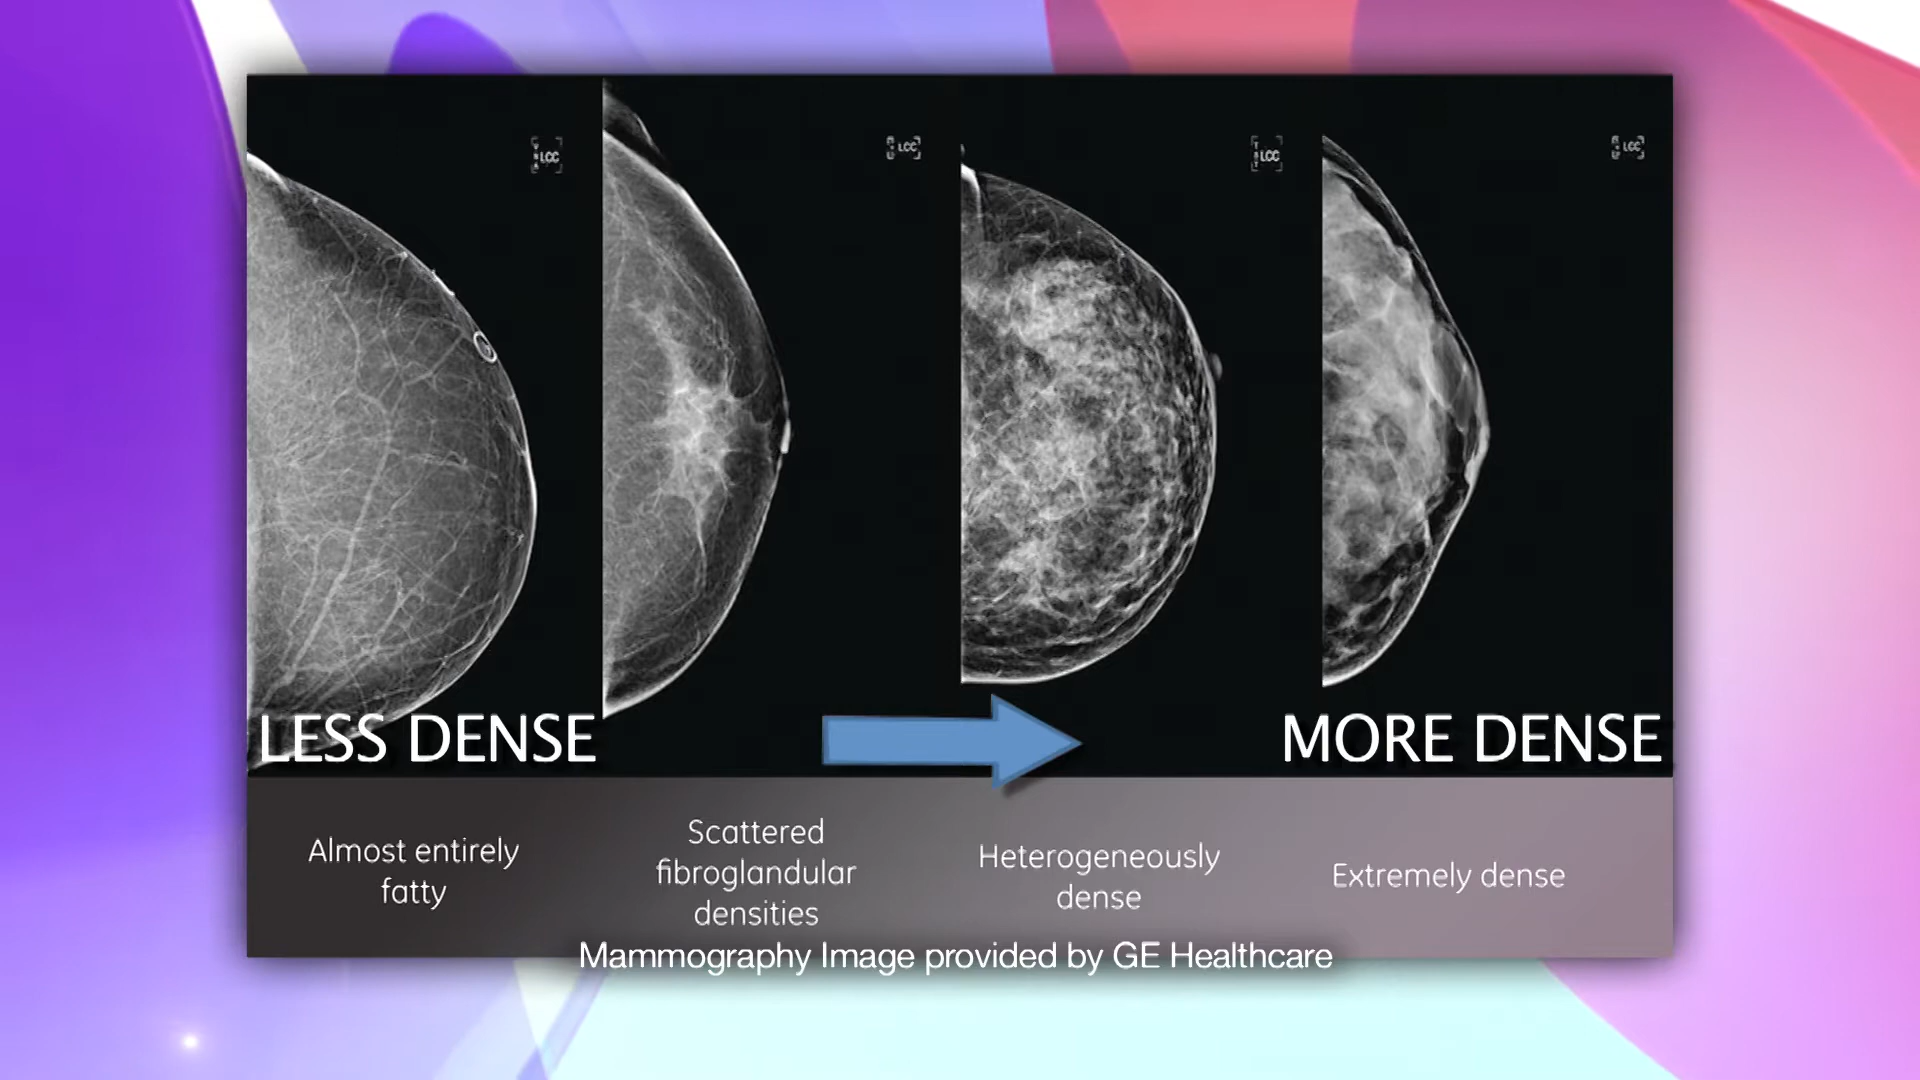 LCC
LCC
LCC
LCC
LESS DENSE
MORE DENSE
Almost entirely
fatty
Scattered
fibroglandular
densities
Heterogeneously
dense
Extremely dense
Mammography Image provided by GE Healthcare